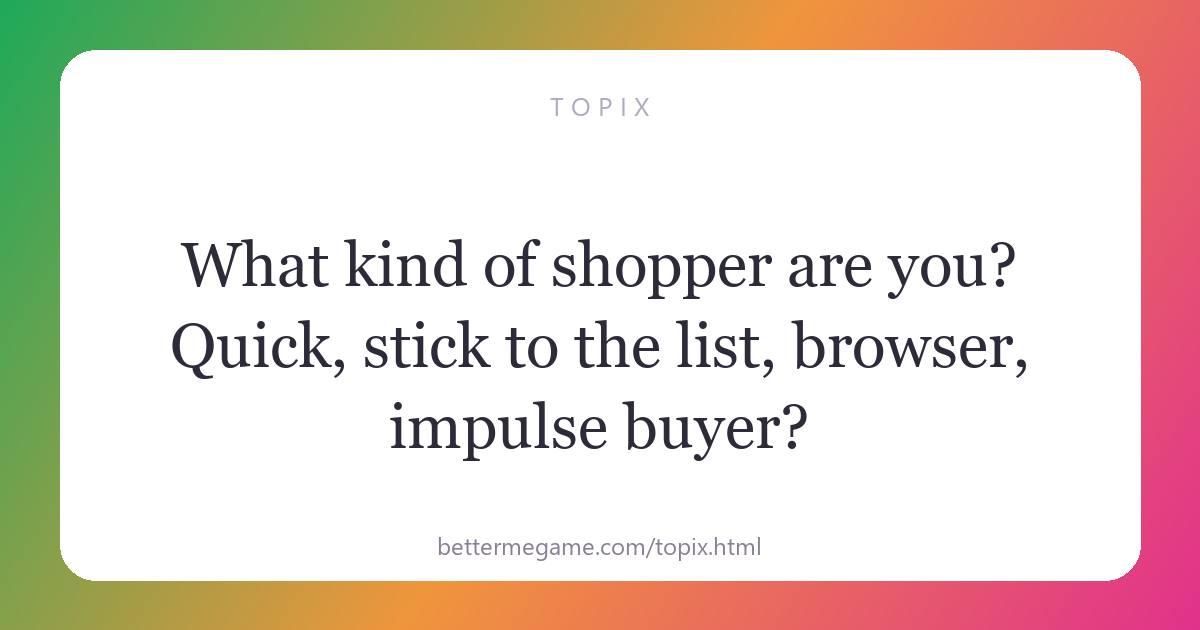 TOPIX
What kind of shopper are you?
Quick, stick to the list, browser,
impulse buyer?
bettermegame.com/topix.html